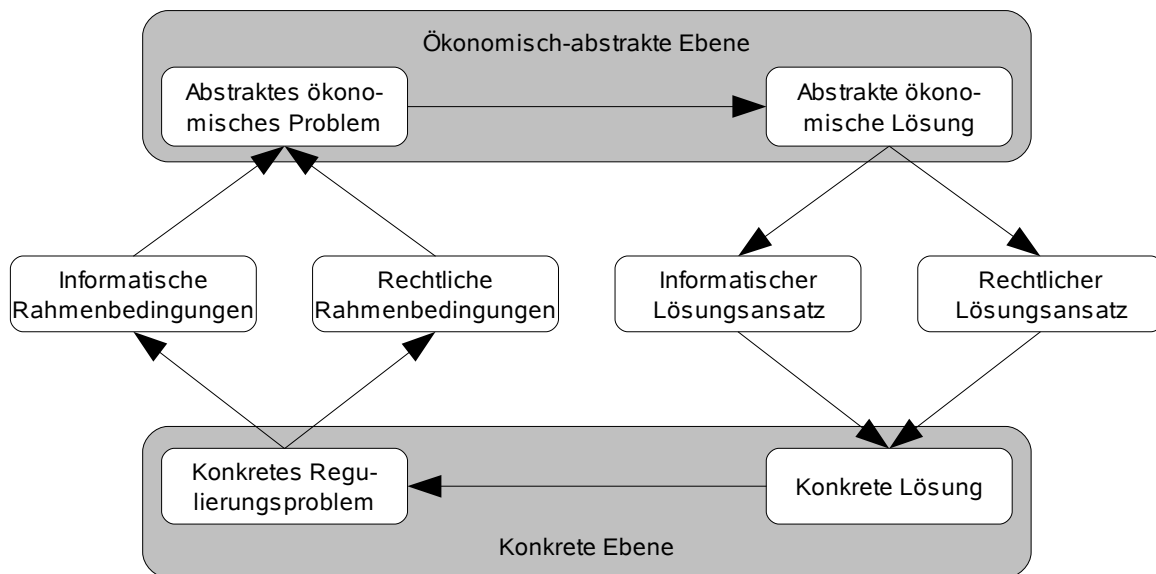 Ökonomisch-abstrakte Ebene
Abstraktes ökono-
misches Problem
Abstrakte ökono-
mische Lösung
Informatische
Rahmenbedingungen
Rechtliche
Rahmenbedingungen
Informatischer
Lösungsansatz
Rechtlicher
Lösungsansatz
Konkretes Regu-
lierungsproblem
Konkrete Lösung
Konkrete Ebene